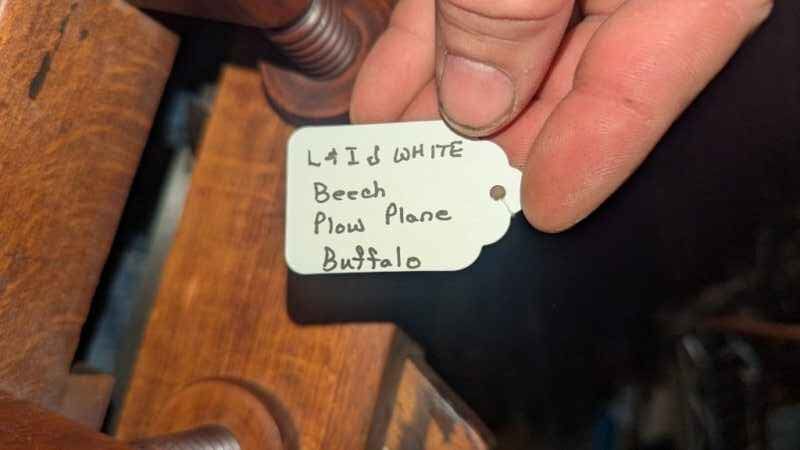 L & I J WHITE
Beech
Plow Plane
Buffalo